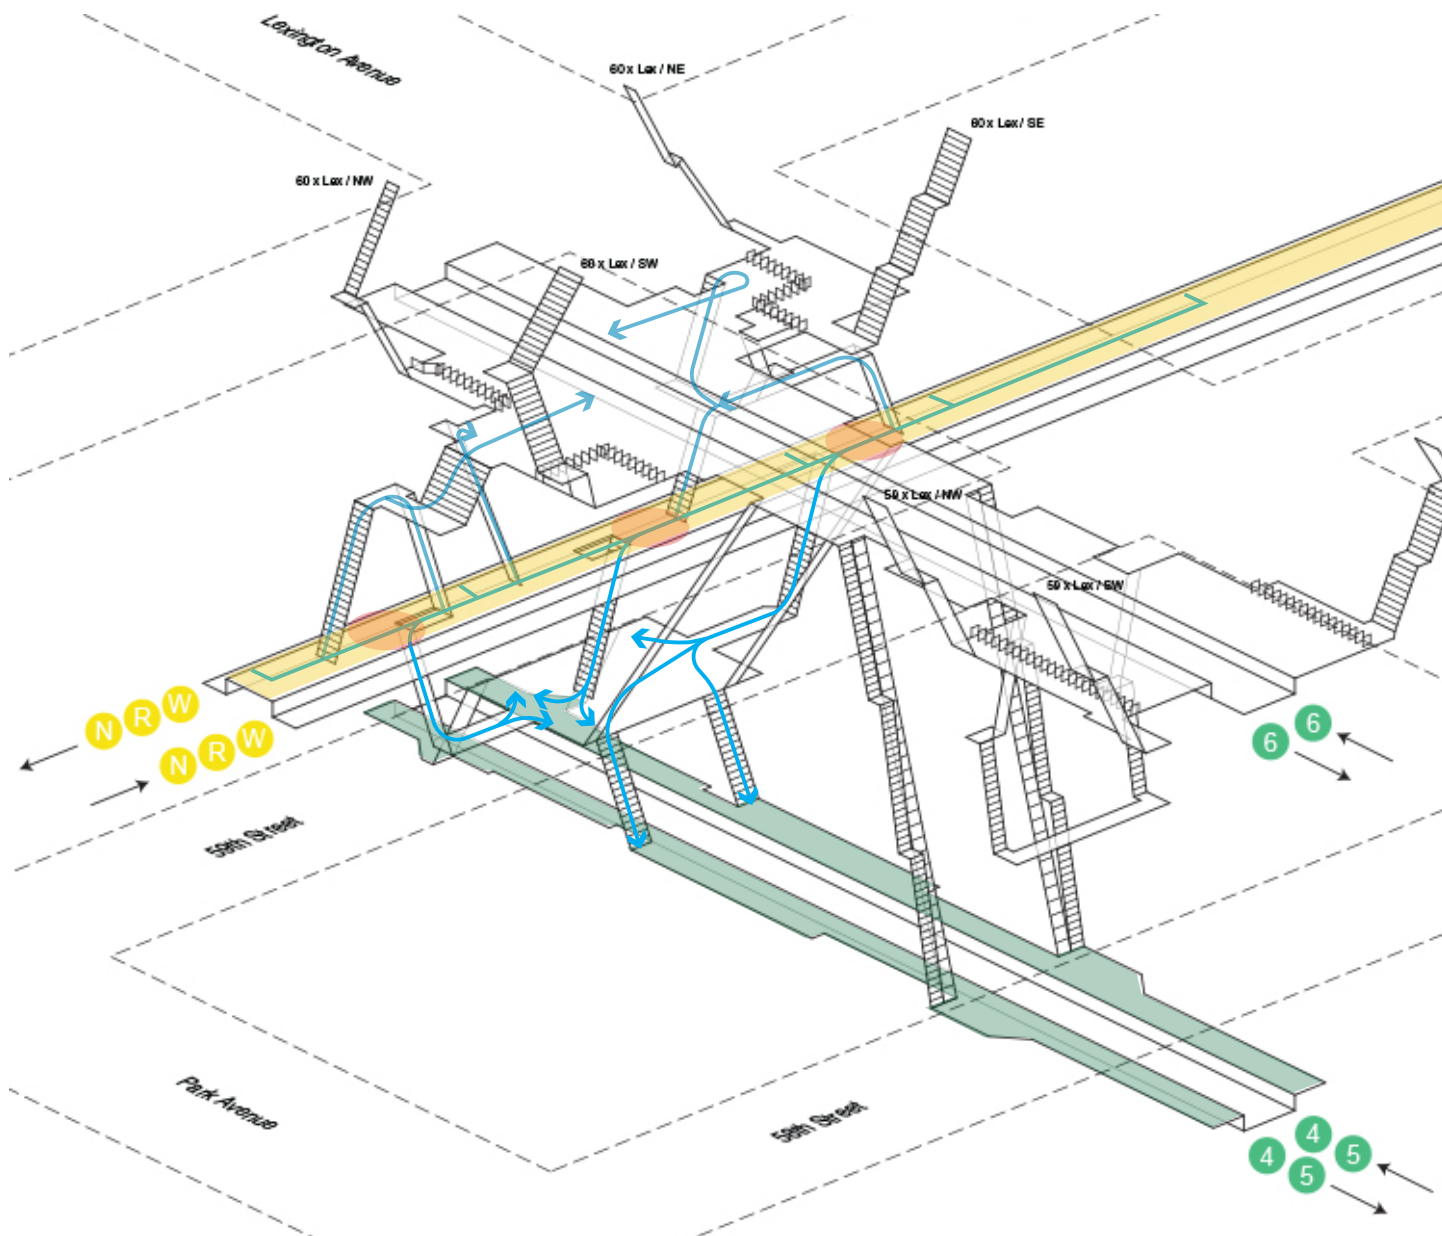 Lexington Avenue
60 x Lex / NE
60 x Lex / SE
60 x Lex / NW
68 x Lex / SW
59 x Lex / NW
59 x Lex / SW
N R W
N R W
6 6
59th Street
Park Avenue
58th Street
4 4 5
5